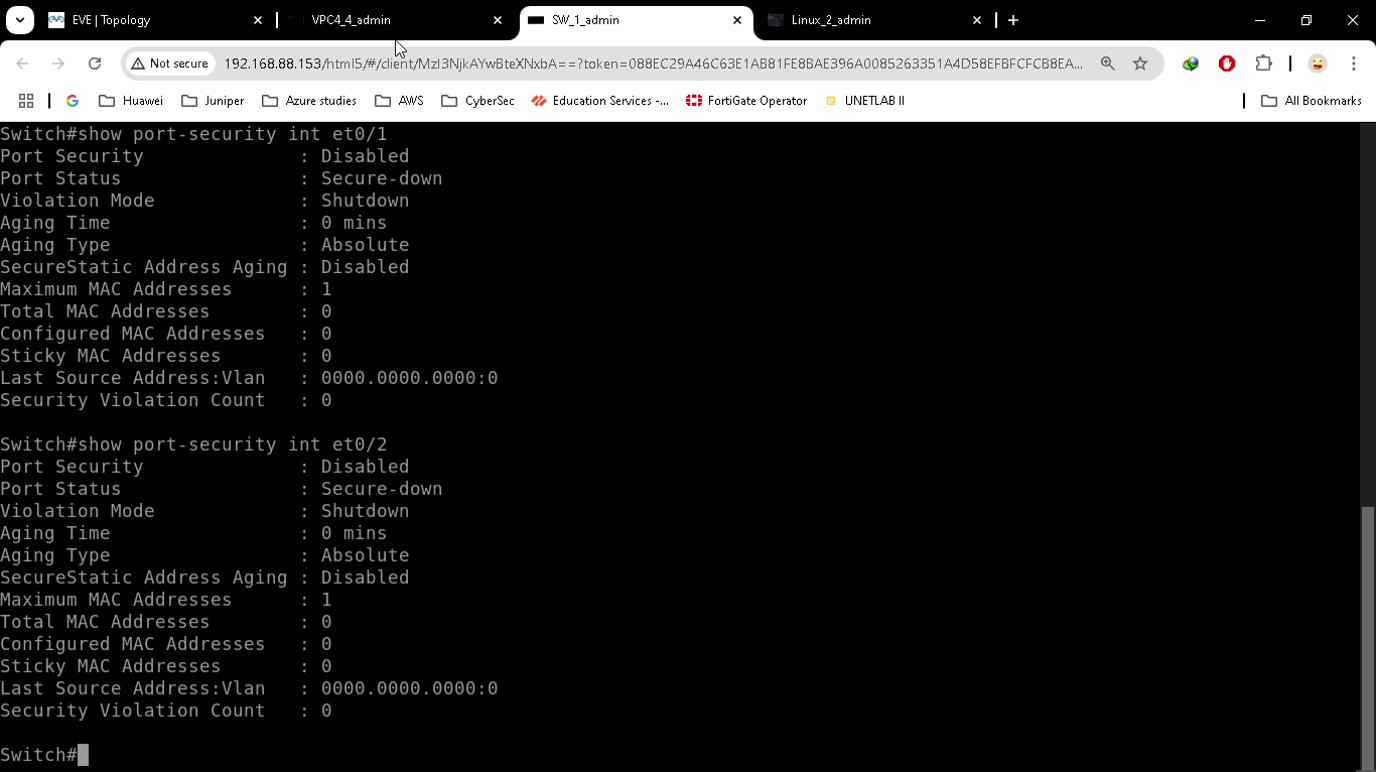 EVE | Topology
VPC4_4_admin
SW_1_admin
Linux_2_admin
Not secure
192.168.88.153/html5/#/client/MzI3NjkAYwBteXNxbA==?token=088EC29A46C63E1AB81FE8BAE396A0085263351A4D58EFBFCFCB8EA...
Huawei
Juniper
Azure studies
AWS
CyberSec
Education Services -...
FortiGate Operator
UNETLAB II
All Bookmarks
Switch#show port-security int et0/1
Port Security : Disabled
Port Status : Secure-down
Violation Mode : Shutdown
Aging Time : 0 mins
Aging Type : Absolute
SecureStatic Address Aging : Disabled
Maximum MAC Addresses : 1
Total MAC Addresses : 0
Configured MAC Addresses : 0
Sticky MAC Addresses : 0
Last Source Address:Vlan : 0000.0000.0000:0
Security Violation Count : 0
Switch#show port-security int et0/2
Port Security : Disabled
Port Status : Secure-down
Violation Mode : Shutdown
Aging Time : 0 mins
Aging Type : Absolute
SecureStatic Address Aging : Disabled
Maximum MAC Addresses : 1
Total MAC Addresses : 0
Configured MAC Addresses : 0
Sticky MAC Addresses : 0
Last Source Address:Vlan : 0000.0000.0000:0
Security Violation Count : 0
Switch#